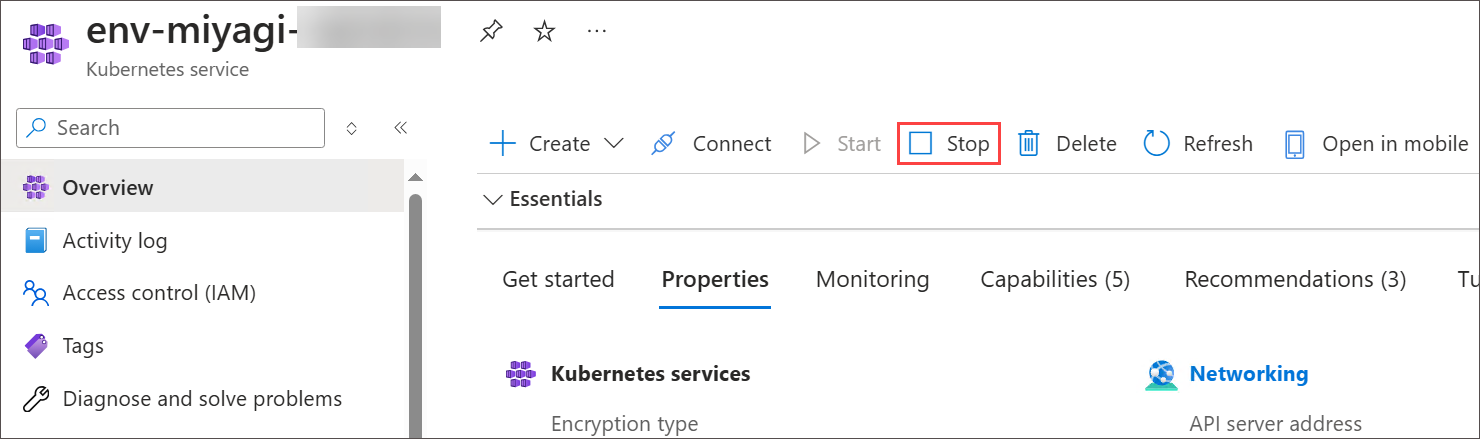 env-miyagi-
Kubernetes service
Search
Create Connect Start Stop Delete Refresh Open in mobile
Overview
Essentials
Activity log
Get started Properties Monitoring Capabilities (5) Recommendations (3) Tu
Access control (IAM)
Tags
Kubernetes services Networking
Diagnose and solve problems
Encryption type API server address